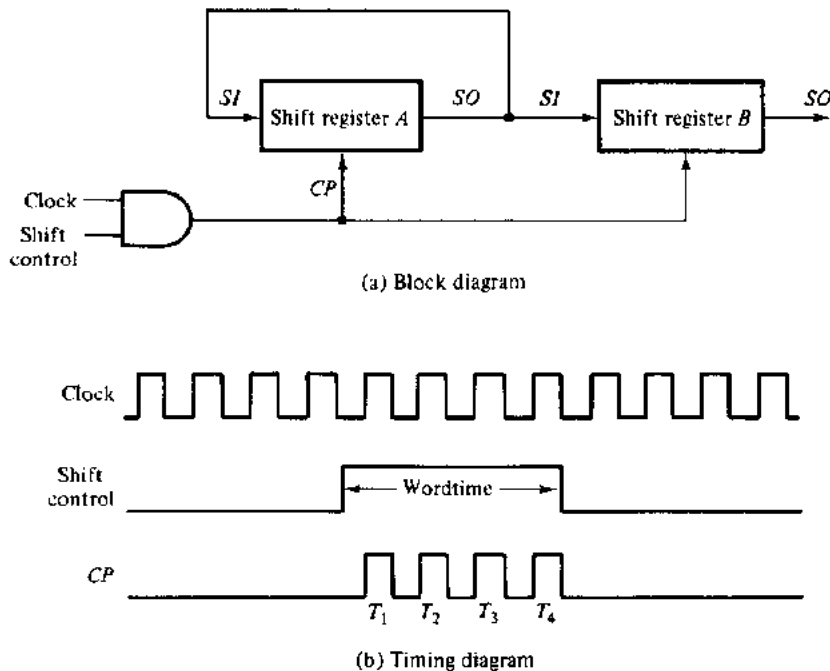 SI
Shift register A
SO
SI
Shift register B
SO
CP
Clock
Shift
control
(a) Block diagram
Clock
Shift
control
Wordtime
CP
T1 T2 T3 T4
(b) Timing diagram